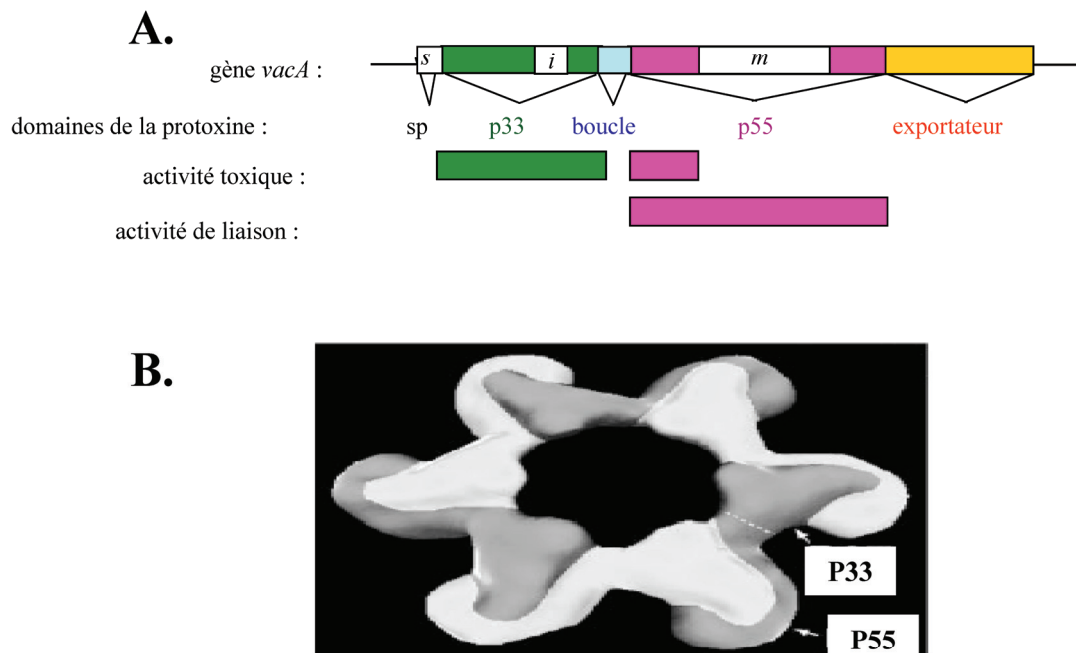 A.
gène vacA :
s i m
domaines de la protoxine :
sp p33 boucle p55 exportateur
activité toxique :
activité de liaison :
B.
P33
P55